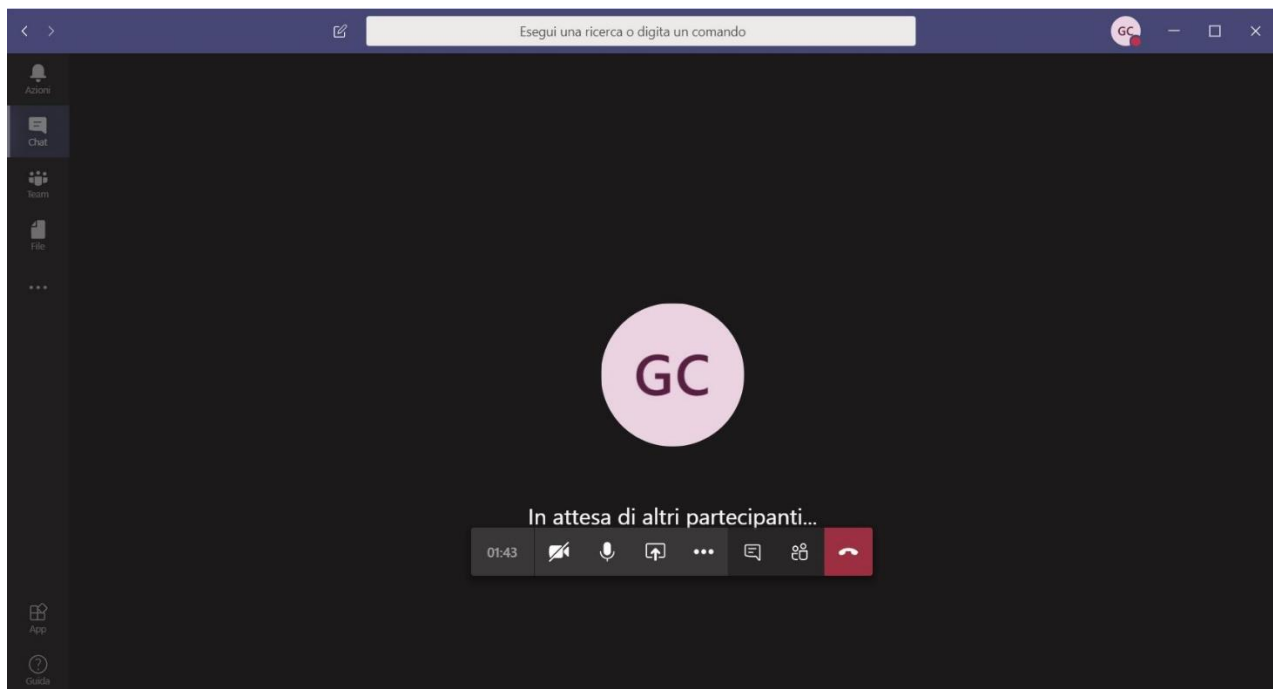 Esegui una ricerca o digita un comando
GC
Azioni
Chat
Team
File
GC
In attesa di altri partecipanti...
01:43
App
Guida